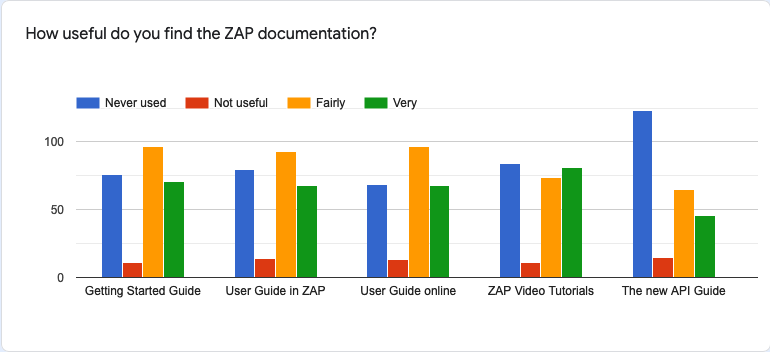 How useful do you find the ZAP documentation?
Never used Not useful Fairly Very
100
50
0
Getting Started Guide User Guide in ZAP User Guide online ZAP Video Tutorials The new API Guide